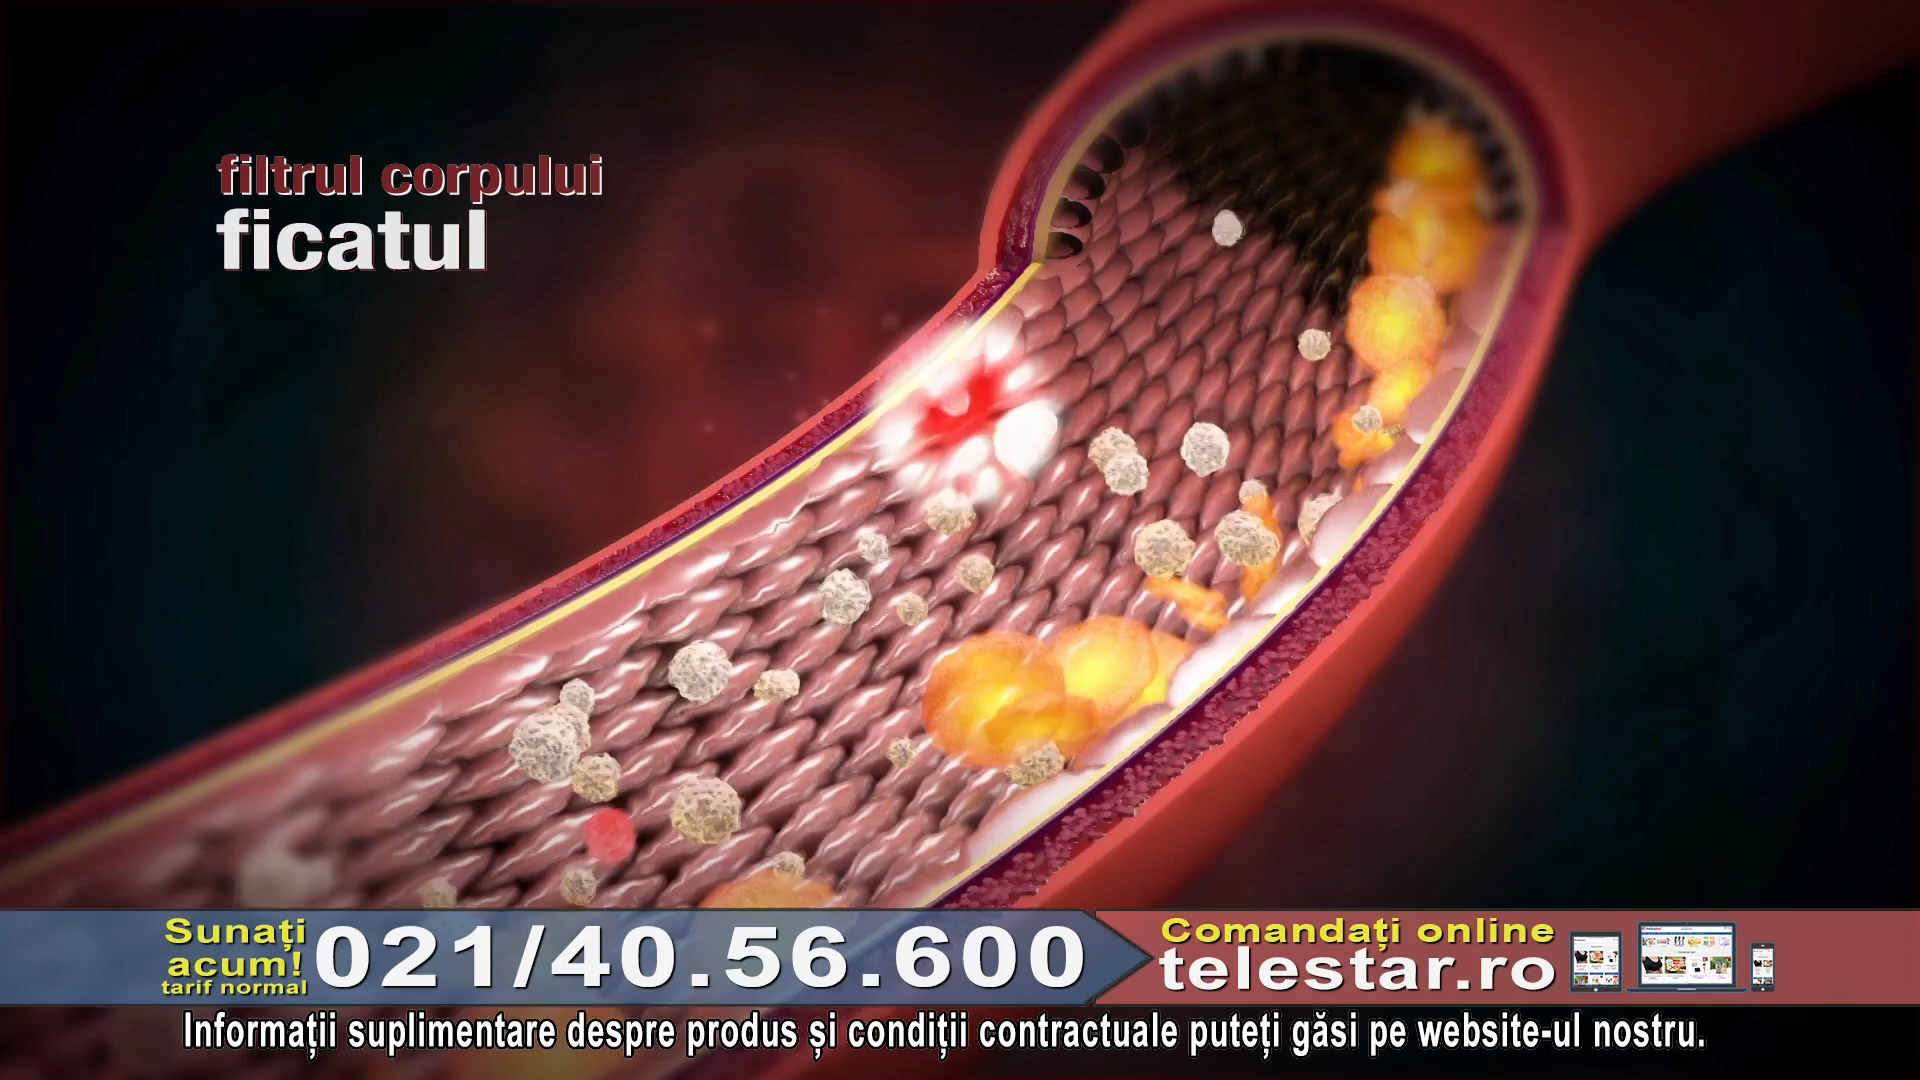 filtrul corpului
ficatul
Sunați
acum!
tarif normal
021/40.56.600
Comandați online
telestar.ro
Informații suplimentare despre produs și condiții contractuale puteți găsi pe website-ul nostru.